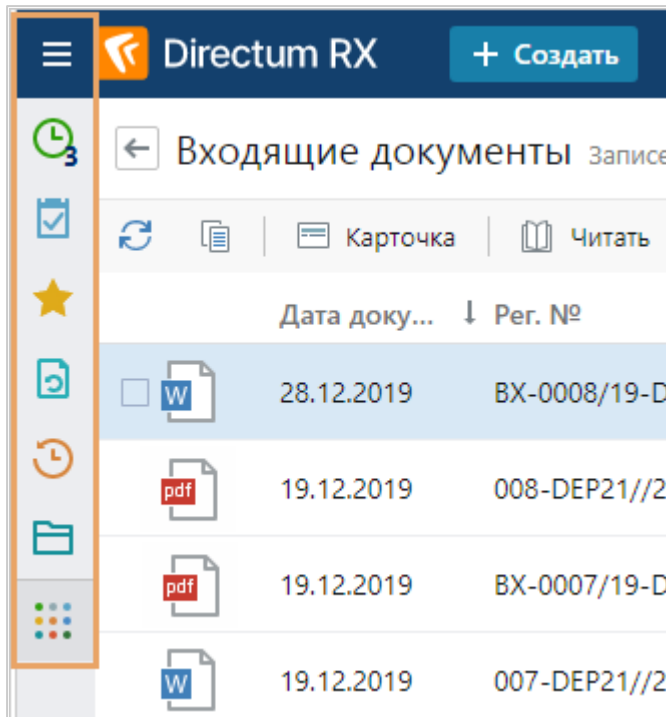 Directum RX + Создать
3
Входящие документы Записе
Карточка Читать
Дата доку... ↓ Рег. №
W 28.12.2019 ВХ-0008/19-D
pdf 19.12.2019 008-DEP21//2
pdf 19.12.2019 ВХ-0007/19-D
W 19.12.2019 007-DEP21//2